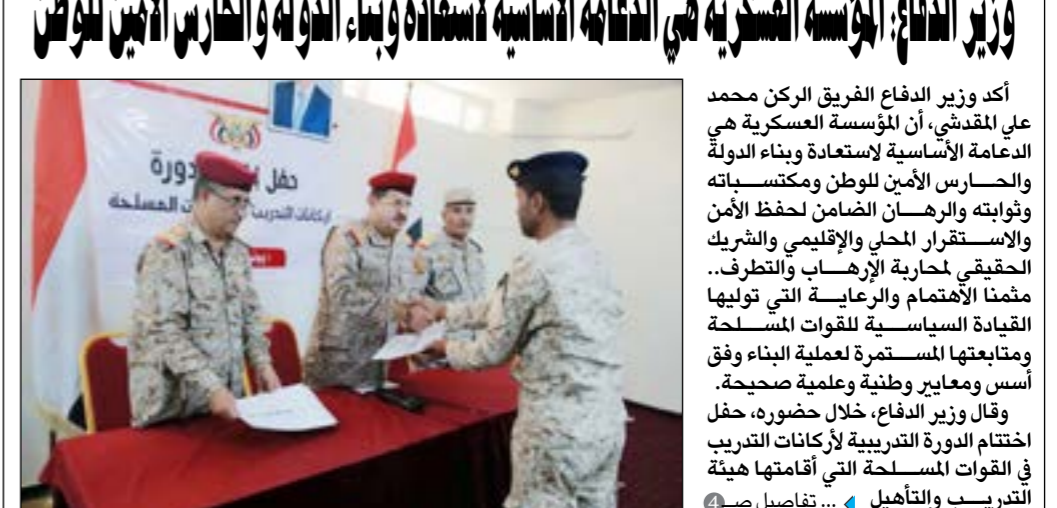 وزير الدفاع: المؤسسة العسكرية هي الدعامة الأساسية لاستعادة وبناء الدولة والحارس الأمين للوطن
أكد وزير الدفاع الفريق الركن محمد
علي المقدشي، أن المؤسسة العسكرية هي
الدعامة الأساسية لاستعادة وبناء الدولة
والحارس الأمين للوطن ومكتسباته
وثوابته والرهان الضامن لحفظ الأمن
والاستقرار المحلي والإقليمي والشريك
الحقيقي لمحاربة الإرهاب والتطرف..
مثمنا الاهتمام والرعاية التي توليها
القيادة السياسية للقوات المسلحة
ومتابعتها المستمرة لعملية البناء وفق
أسس ومعايير وطنية وعلمية صحيحة.
وقال وزير الدفاع، خلال حضوره، حفل
اختتام الدورة التدريبية لأركانات التدريب
في القوات المسلحة التي أقامتها هيئة
التدريب والتأهيل ... تفاصيل صـ4
حفل دورة
التدريب المسلحة